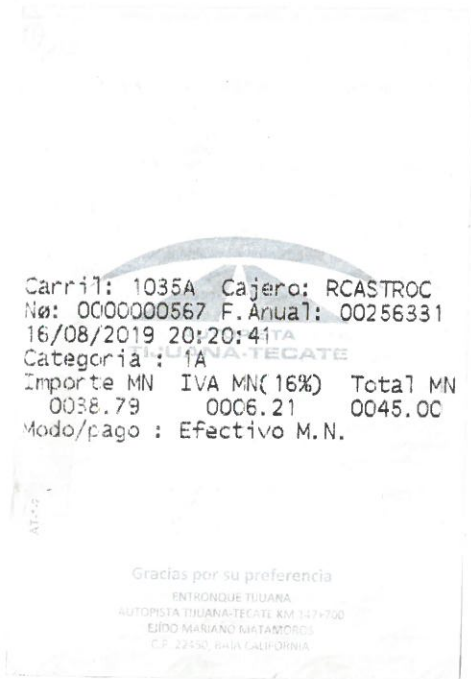 Carril: 1035A Cajero: RCASTROC
Nø: 0000000567 F.Anual: 00256331
16/08/2019 20:20:41
TIJUANA-TECATE
Categoria : 1A
Importe MN IVA MN(16%) Total MN
0038.79 0006.21 0045.00
Modo/pago : Efectivo M.N.
Gracias por su preferencia
ENTRONQUE TIJUANA
AUTOPISTA TIJUANA-TECATE KM 147+700
EJIDO MARIANO MATAMOROS
C.P. 22450, BAJA CALIFORNIA